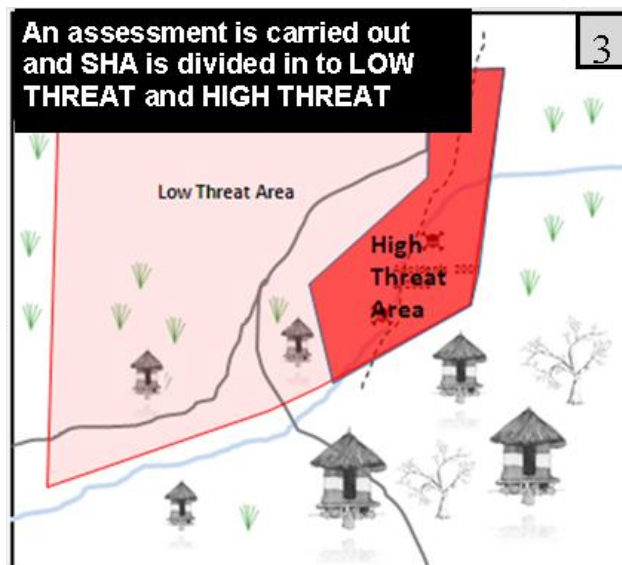 An assessment is carried out
and SHA is divided in to LOW
THREAT and HIGH THREAT
3
Low Threat Area
High
Threat
Area